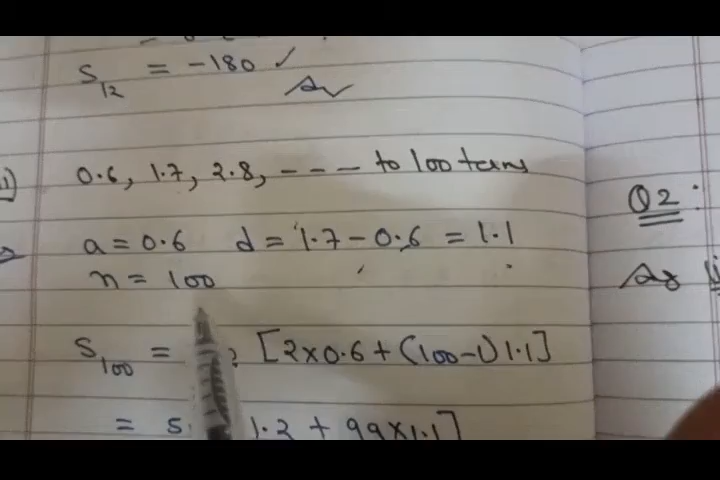 S₁₂ = -180 ✓
0.6, 1.7, 2.8, --- to 100 terms
a = 0.6 d = 1.7 - 0.6 = 1.1
n = 100
S₁₀₀ = [2×0.6 + (100-1)1.1]
= 5 1.2 + 99×1.1]
Q2: